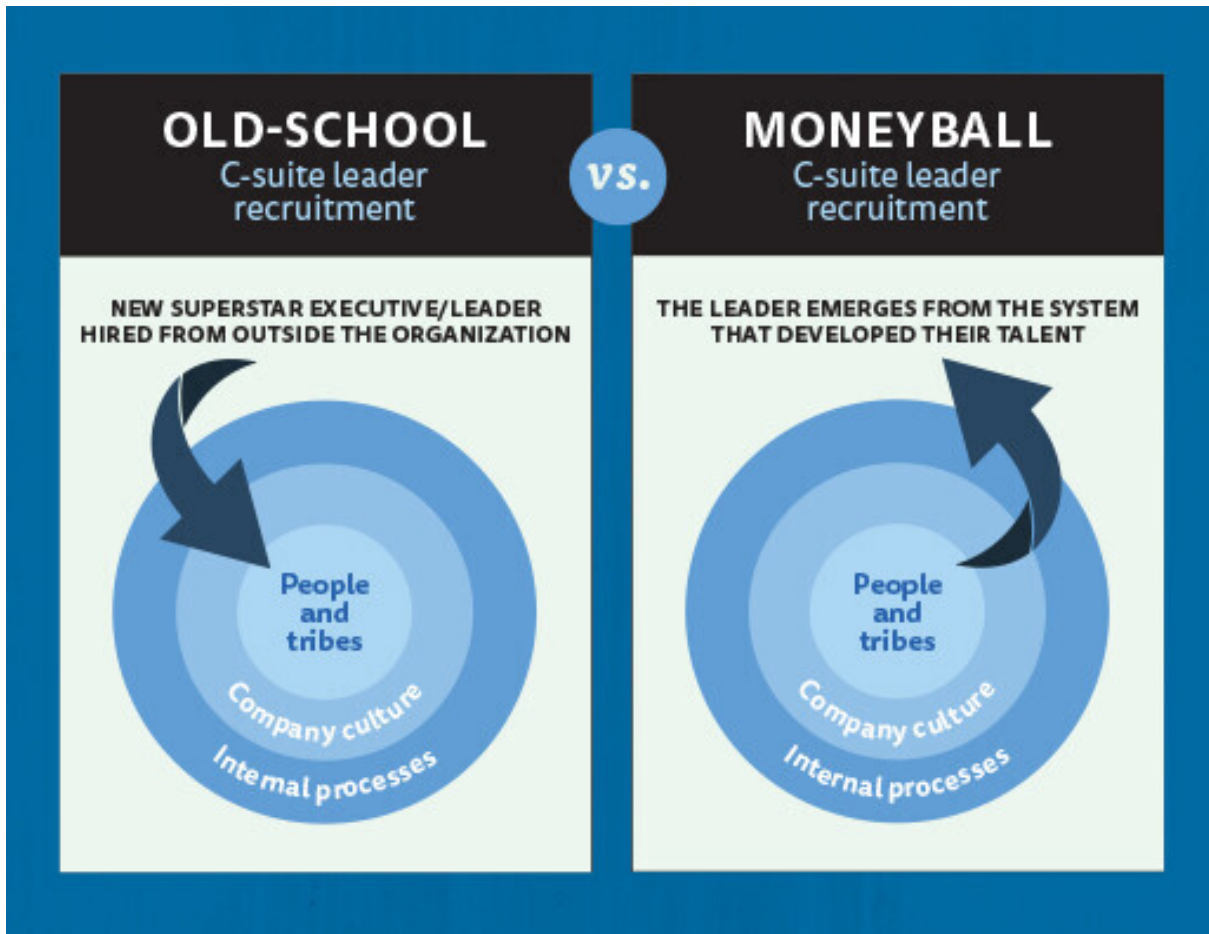 OLD-SCHOOL
C-suite leader
recruitment
vs.
MONEYBALL
C-suite leader
recruitment
NEW SUPERSTAR EXECUTIVE/LEADER
HIRED FROM OUTSIDE THE ORGANIZATION
People
and
tribes
Company culture
Internal processes
THE LEADER EMERGES FROM THE SYSTEM
THAT DEVELOPED THEIR TALENT
People
and
tribes
Company culture
Internal processes